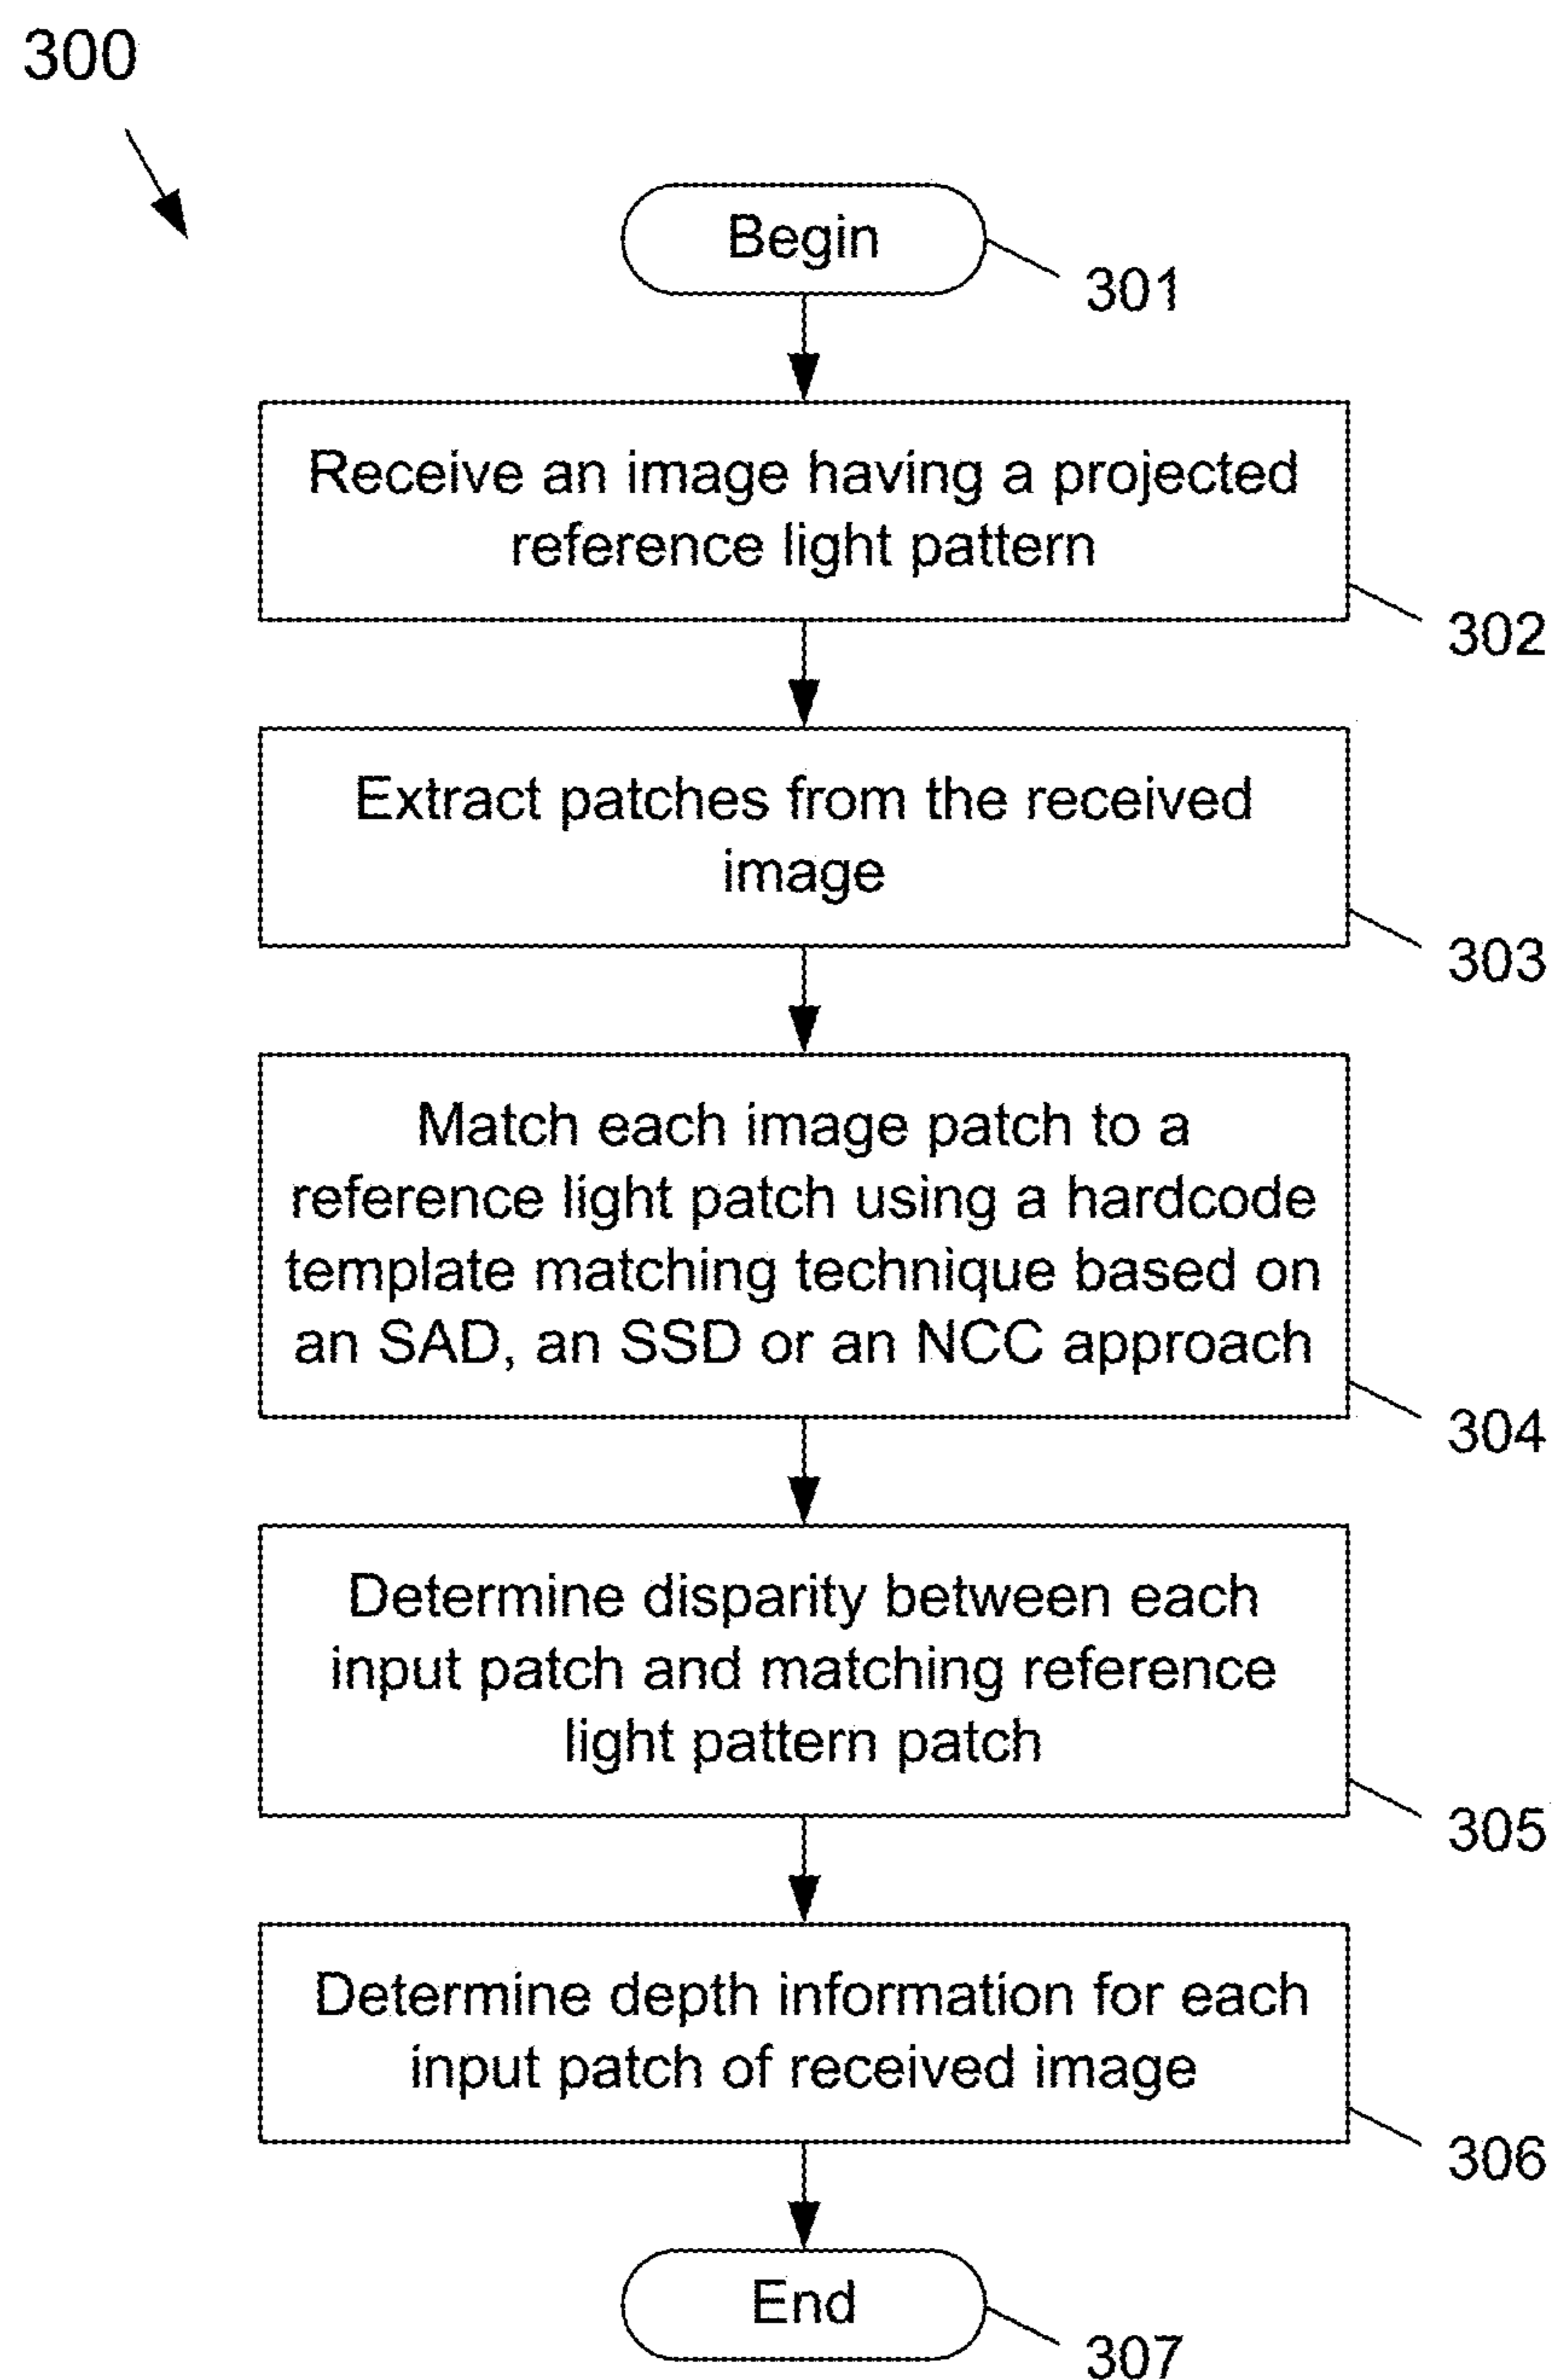 300
Begin
301
Receive an image having a projected
reference light pattern
302
Extract patches from the received
image
303
Match each image patch to a
reference light patch using a hardcode
template matching technique based on
an SAD, an SSD or an NCC approach
304
Determine disparity between each
input patch and matching reference
light pattern patch
305
Determine depth information for each
input patch of received image
306
End
307